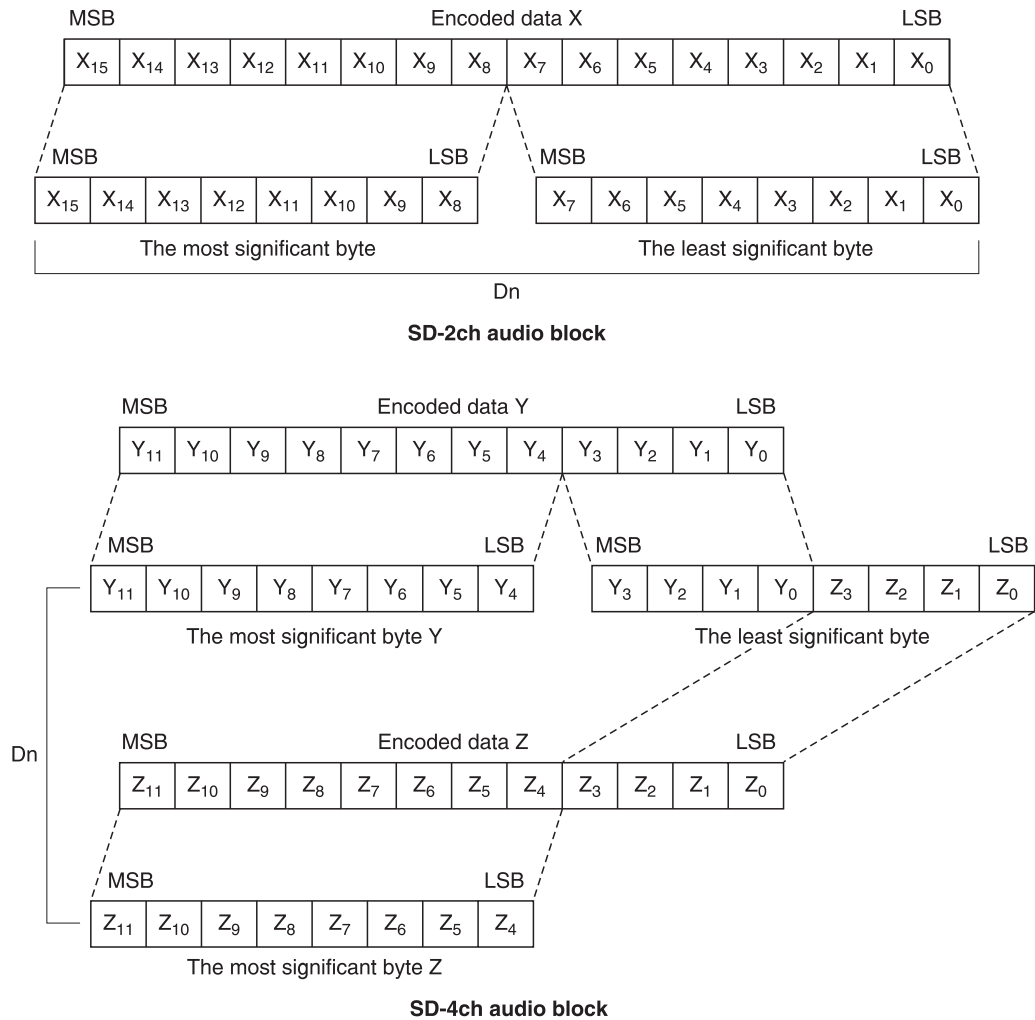 MSB Encoded data X LSB
X15 X14 X13 X12 X11 X10 X9 X8 X7 X6 X5 X4 X3 X2 X1 X0
MSB LSB MSB LSB
X15 X14 X13 X12 X11 X10 X9 X8 X7 X6 X5 X4 X3 X2 X1 X0
The most significant byte The least significant byte
Dn
SD-2ch audio block
MSB Encoded data Y LSB
Y11 Y10 Y9 Y8 Y7 Y6 Y5 Y4 Y3 Y2 Y1 Y0
MSB LSB MSB LSB
Y11 Y10 Y9 Y8 Y7 Y6 Y5 Y4 Y3 Y2 Y1 Y0 Z3 Z2 Z1 Z0
The most significant byte Y The least significant byte
Dn
MSB Encoded data Z LSB
Z11 Z10 Z9 Z8 Z7 Z6 Z5 Z4 Z3 Z2 Z1 Z0
MSB LSB
Z11 Z10 Z9 Z8 Z7 Z6 Z5 Z4
The most significant byte Z
SD-4ch audio block